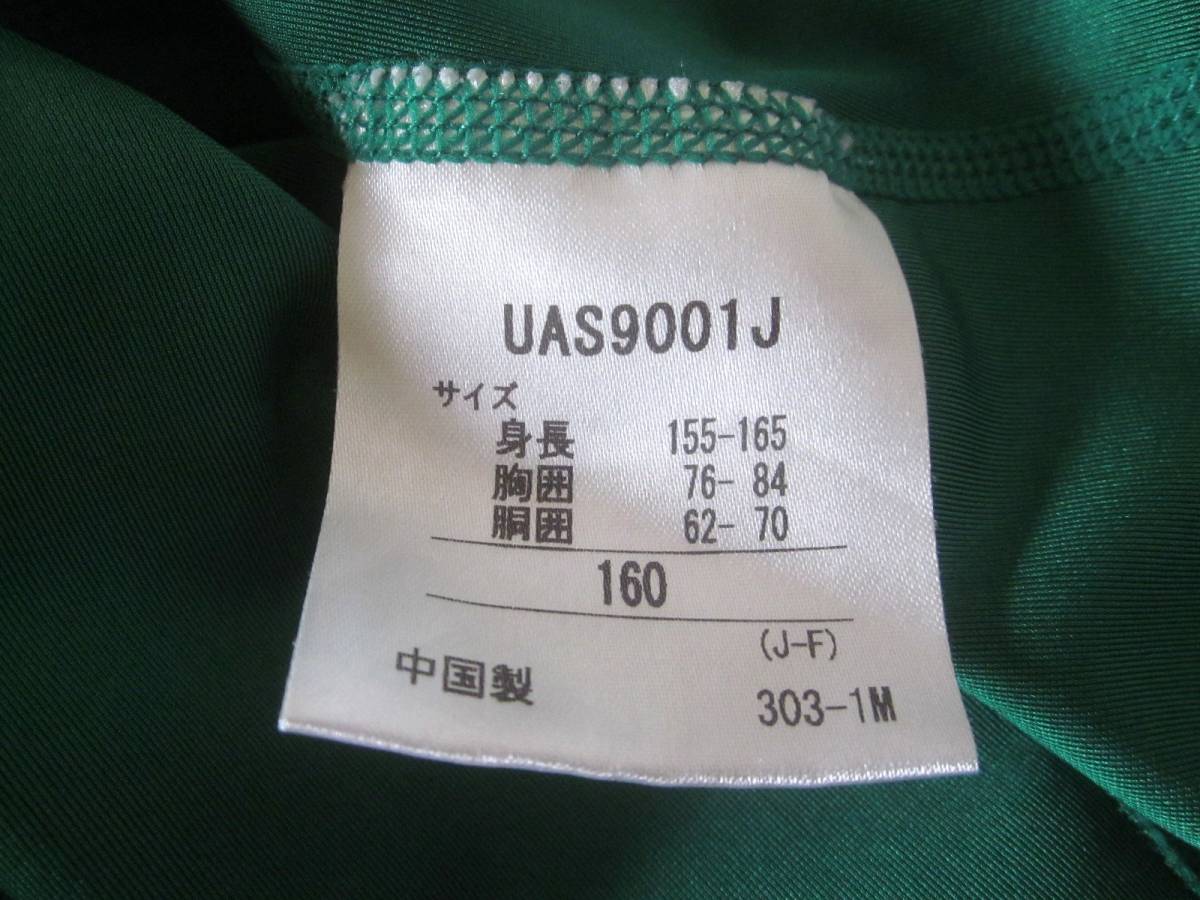 UAS9001J
サイズ
身長 155-165
胸囲 76- 84
胴囲 62- 70
160
(J-F)
中国製 303-1M